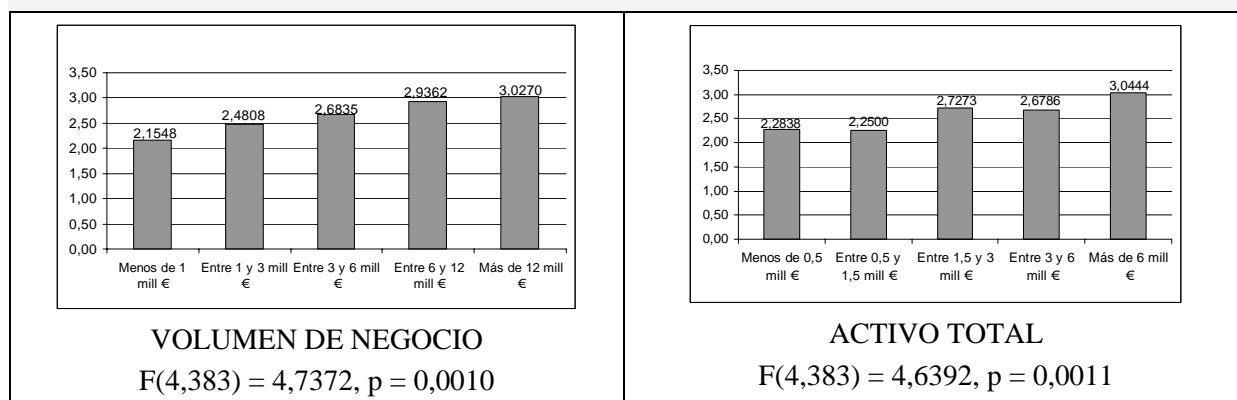 3,50
3,00
2,50
2,00
1,50
1,00
0,50
0,00
2,1548
2,4808
2,6835
2,9362
3,0270
Menos de 1
mill €
Entre 1 y 3 mill
€
Entre 3 y 6 mill
€
Entre 6 y 12
mill €
Más de 12 mill
€
VOLUMEN DE NEGOCIO
F(4,383) = 4,7372, p = 0,0010
3,50
3,00
2,50
2,00
1,50
1,00
0,50
0,00
2,2838
2,2500
2,7273
2,6786
3,0444
Menos de 0,5
mill €
Entre 0,5 y
1,5 mill €
Entre 1,5 y 3
mill €
Entre 3 y 6
mill €
Más de 6 mill
€
ACTIVO TOTAL
F(4,383) = 4,6392, p = 0,0011